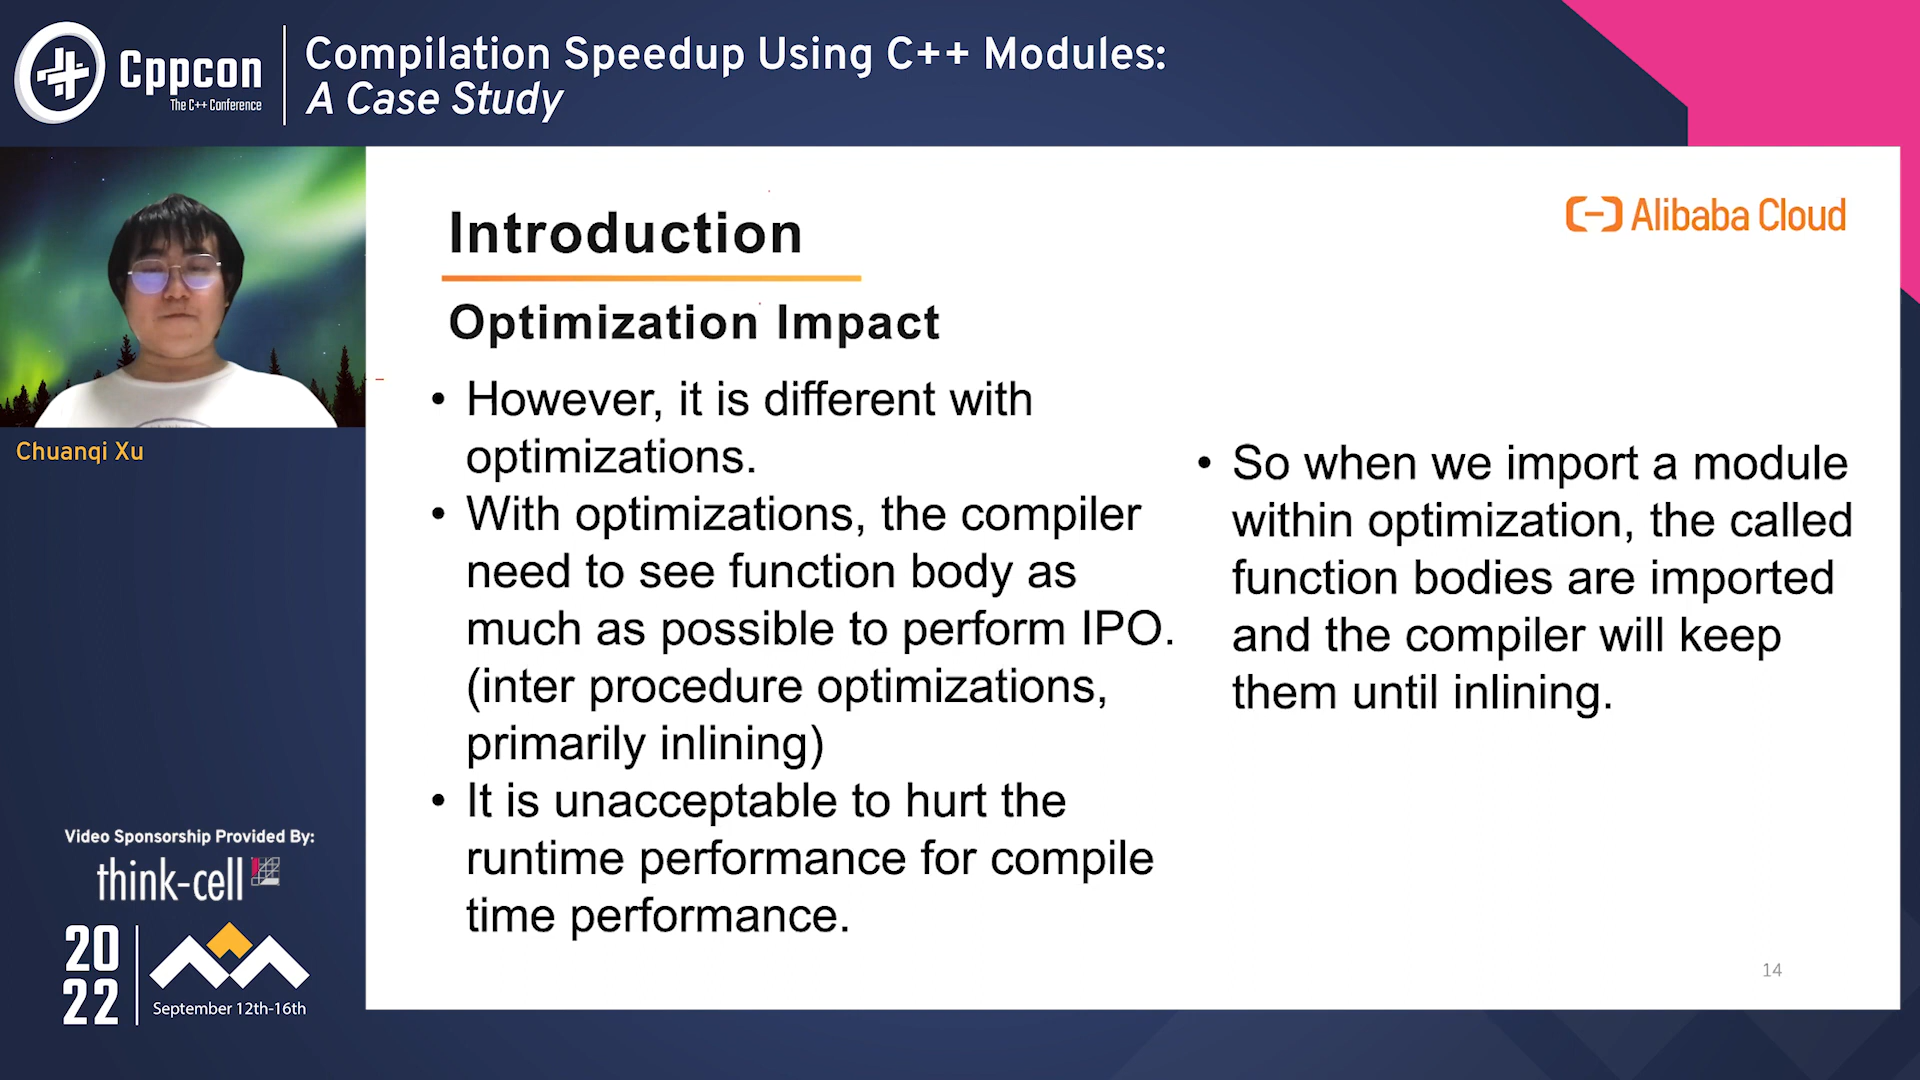 Cppcon
The C++ Conference
Compilation Speedup Using C++ Modules:
A Case Study
Chuanqi Xu
Alibaba Cloud
Introduction
Optimization Impact
• However, it is different with
optimizations.
• With optimizations, the compiler
need to see function body as
much as possible to perform IPO.
(inter procedure optimizations,
primarily inlining)
• It is unacceptable to hurt the
runtime performance for compile
time performance.
• So when we import a module
within optimization, the called
function bodies are imported
and the compiler will keep
them until inlining.
14
Video Sponsorship Provided By:
think-cell
20
22
September 12th-16th